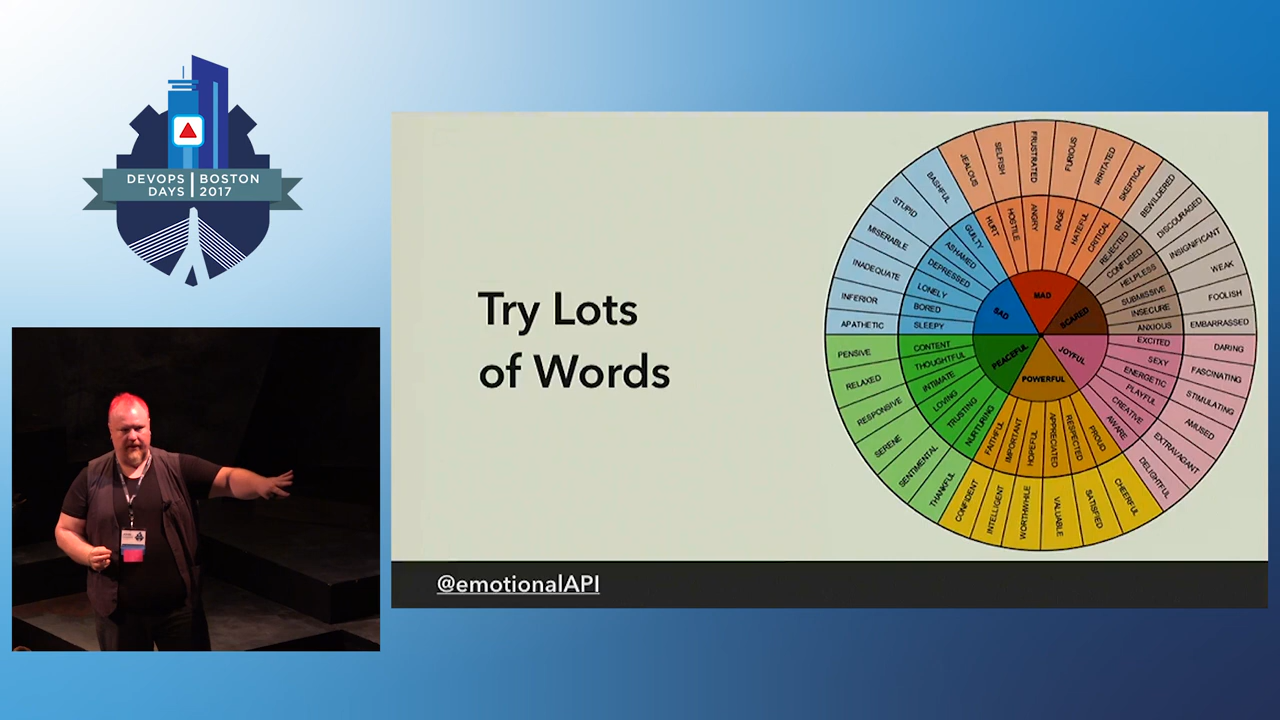 DEVOPS BOSTON
DAYS 2017
Try Lots
of Words
@emotionalAPI
MAD
SCARED
JOYFUL
POWERFUL
PEACEFUL
SAD
HURT
HOSTILE
ANGRY
RAGE
HATEFUL
CRITICAL
REJECTED
CONFUSED
HELPLESS
SUBMISSIVE
INSECURE
ANXIOUS
EXCITED
SEXY
ENERGETIC
PLAYFUL
CREATIVE
AWARE
PROUD
RESPECTED
APPRECIATED
HOPEFUL
IMPORTANT
FAITHFUL
NURTURING
TRUSTING
LOVING
INTIMATE
THOUGHTFUL
CONTENT
SLEEPY
BORED
LONELY
DEPRESSED
ASHAMED
GUILTY
JEALOUS
SELFISH
FRUSTRATED
FURIOUS
IRRITATED
SKEPTICAL
BEWILDERED
DISCOURAGED
INSIGNIFICANT
WEAK
FOOLISH
EMBARRASSED
DARING
FASCINATING
STIMULATING
AMUSED
EXTRAVAGANT
DELIGHTFUL
CHEERFUL
SATISFIED
VALUABLE
WORTHWHILE
INTELLIGENT
CONFIDENT
THANKFUL
SENTIMENTAL
SERENE
RESPONSIVE
RELAXED
PENSIVE
APATHETIC
INFERIOR
INADEQUATE
MISERABLE
STUPID
BASHFUL